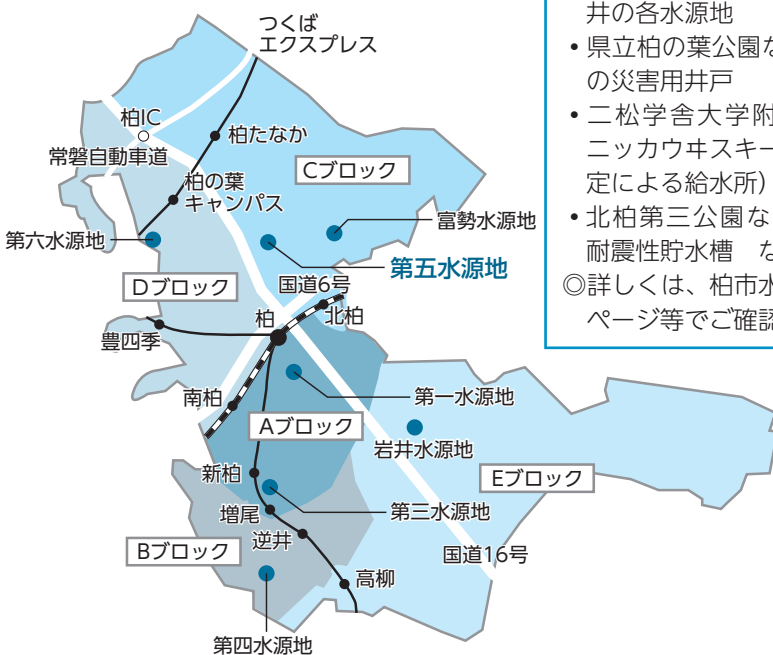 つくば
エクスプレス
柏IC
常磐自動車道
柏たなか
Cブロック
柏の葉
キャンパス
富勢水源地
第六水源地
第五水源地
Dブロック
国道6号
柏
北柏
豊四季
南柏
第一水源地
Aブロック
岩井水源地
新柏
Eブロック
増尾
第三水源地
逆井
Bブロック
国道16号
高柳
第四水源地
井の各水源地
• 県立柏の葉公園な
の災害用井戸
• 二松学舎大学附
ニッカウヰスキー
定による給水所)
• 北柏第三公園な
耐震性貯水槽 な
◎詳しくは、柏市水
ページ等でご確認